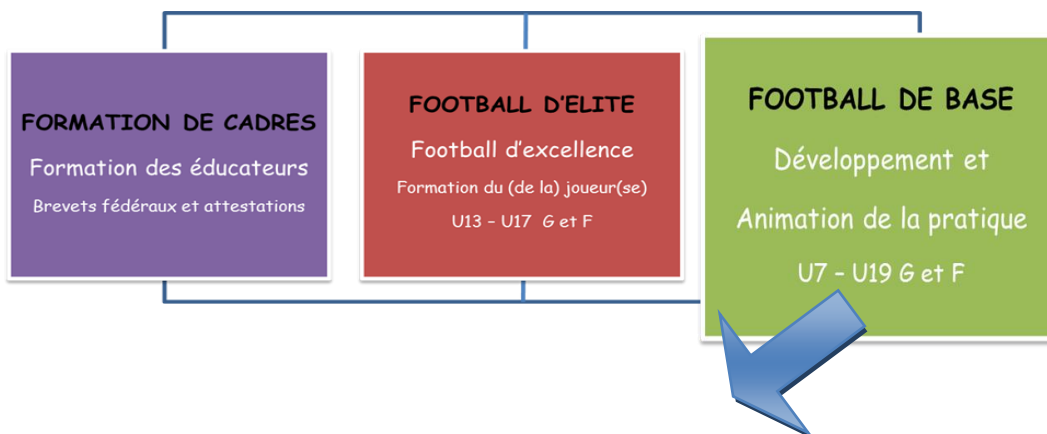 FORMATION DE CADRES
Formation des éducateurs
Brevets fédéraux et attestations
FOOTBALL D'ELITE
Football d'excellence
Formation du (de la) joueur(se)
U13 – U17 G et F
FOOTBALL DE BASE
Développement et
Animation de la pratique
U7 – U19 G et F